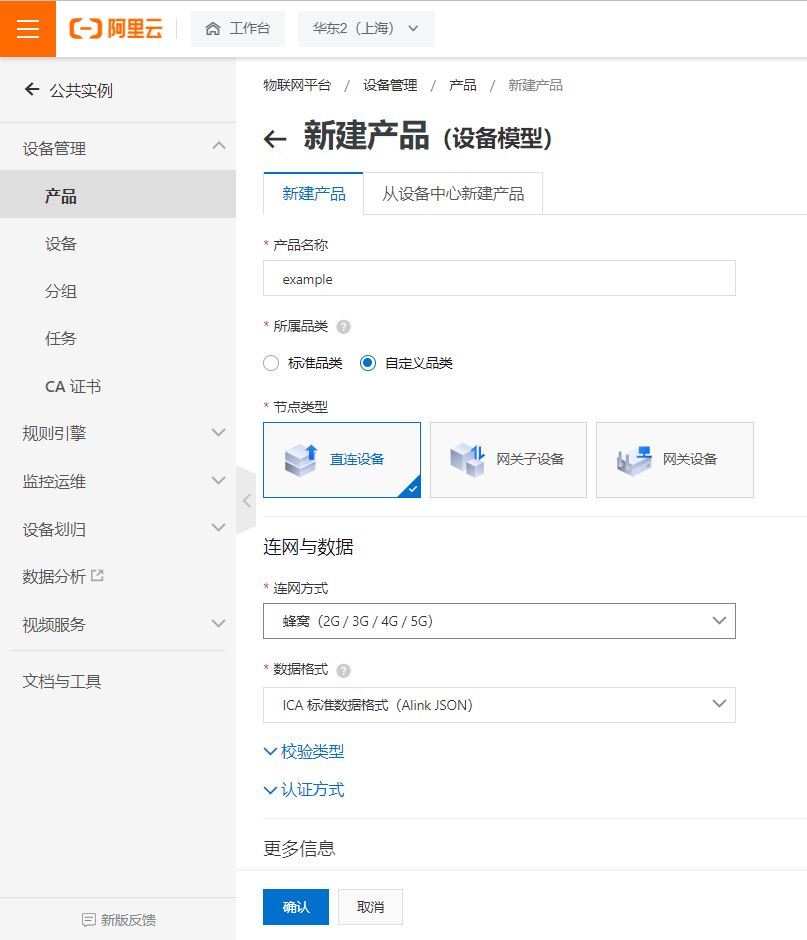 阿里云
工作台
华东2（上海）
公共实例
设备管理
产品
设备
分组
任务
CA 证书
规则引擎
监控运维
设备划归
数据分析
视频服务
文档与工具
新版反馈
物联网平台 / 设备管理 / 产品 / 新建产品
新建产品（设备模型）
新建产品
从设备中心新建产品
* 产品名称
example
* 所属品类 ?
标准品类
自定义品类
* 节点类型
直连设备
网关子设备
网关设备
连网与数据
* 连网方式
蜂窝（2G / 3G / 4G / 5G）
* 数据格式 ?
ICA 标准数据格式（Alink JSON）
校验类型
认证方式
更多信息
确认
取消